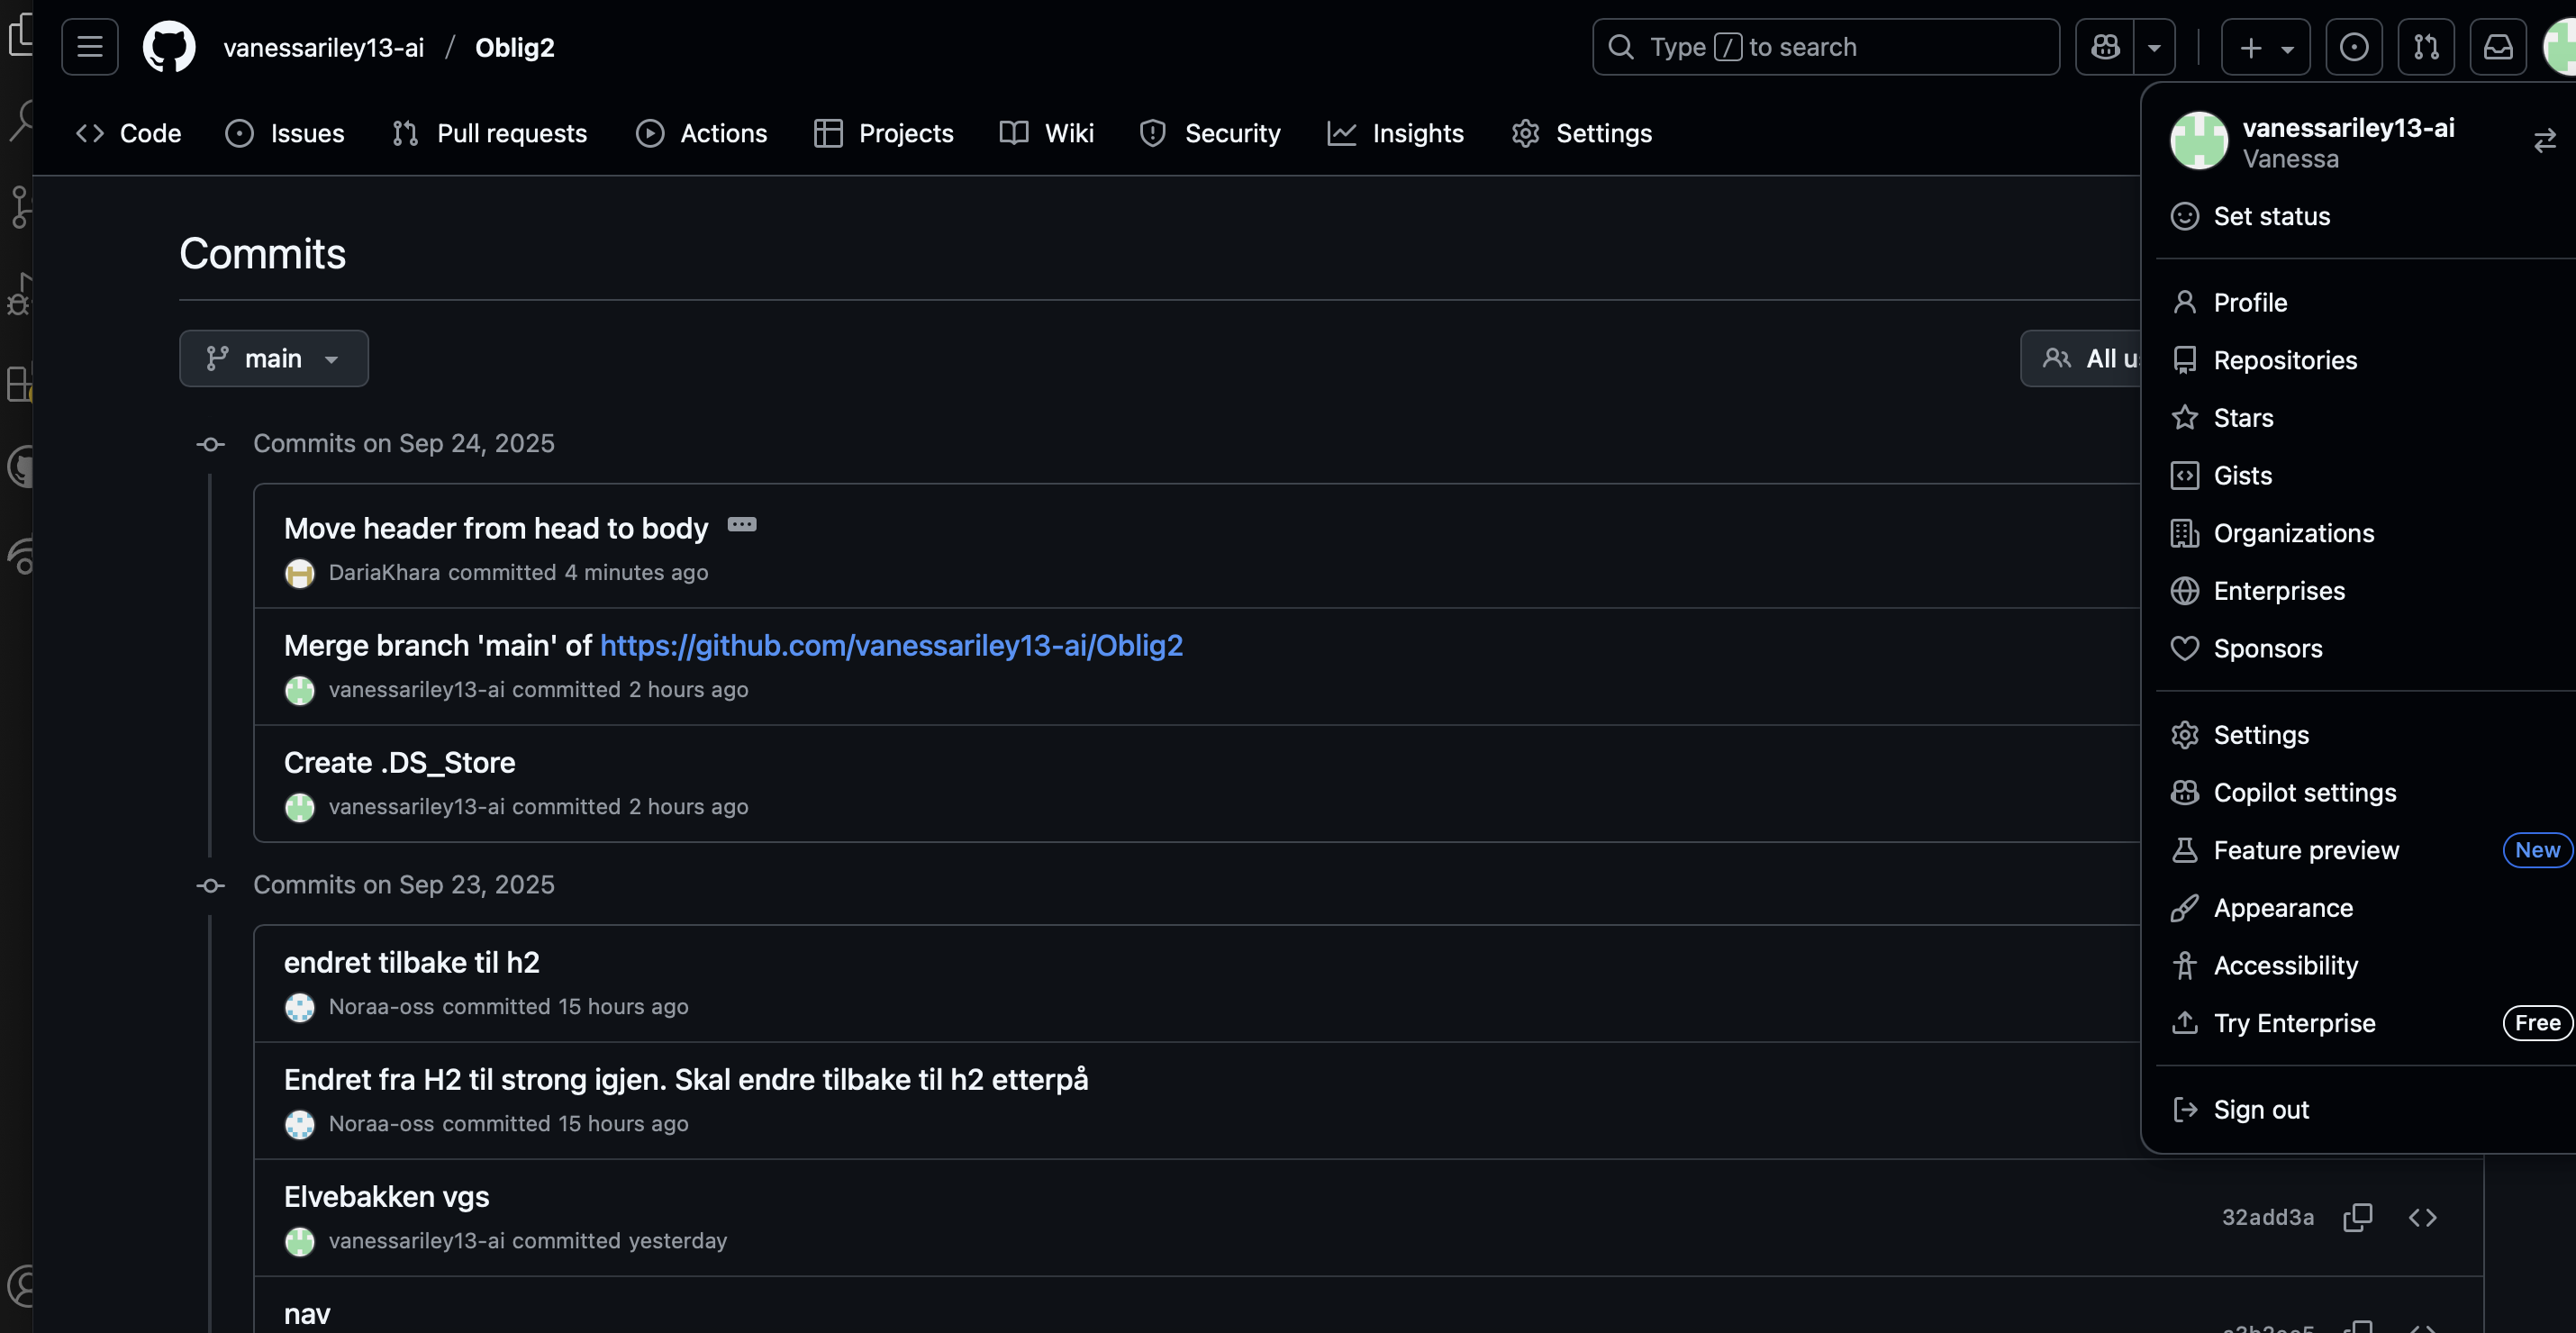 vanessariley13-ai / Oblig2
Type / to search
Code Issues Pull requests Actions Projects Wiki Security Insights Settings
Commits
main
All u
Commits on Sep 24, 2025
Move header from head to body
DariaKhara committed 4 minutes ago
Merge branch 'main' of https://github.com/vanessariley13-ai/Oblig2
vanessariley13-ai committed 2 hours ago
Create .DS_Store
vanessariley13-ai committed 2 hours ago
Commits on Sep 23, 2025
endret tilbake til h2
Noraa-oss committed 15 hours ago
Endret fra H2 til strong igjen. Skal endre tilbake til h2 etterpå
Noraa-oss committed 15 hours ago
Elvebakken vgs
vanessariley13-ai committed yesterday
32add3a
nav
vanessariley13-ai
Vanessa
Set status
Profile
Repositories
Stars
Gists
Organizations
Enterprises
Sponsors
Settings
Copilot settings
Feature preview New
Appearance
Accessibility
Try Enterprise Free
Sign out